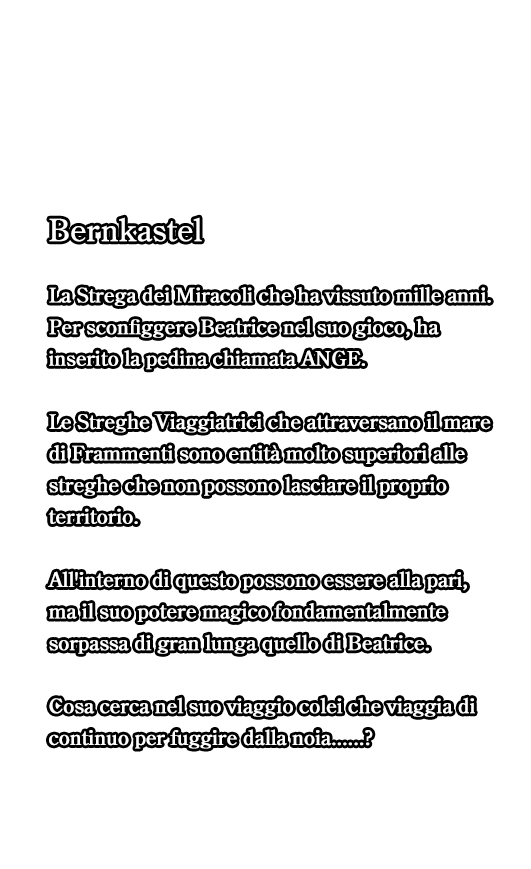 Bernkastel
La Strega dei Miracoli che ha vissuto mille anni.
Per sconfiggere Beatrice nel suo gioco, ha
inserito la pedina chiamata ANGE.
Le Streghe Viaggiatrici che attraversano il mare
di Frammenti sono entità molto superiori alle
streghe che non possono lasciare il proprio
territorio.
All'interno di questo possono essere alla pari,
ma il suo potere magico fondamentalmente
sorpassa di gran lunga quello di Beatrice.
Cosa cerca nel suo viaggio colei che viaggia di
continuo per fuggire dalla noia......?